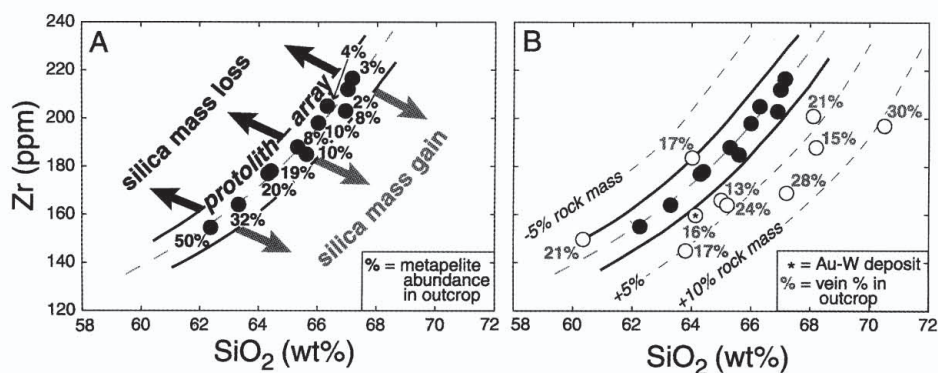 A
B
240
220
200
180
160
140
120
Zr (ppm)
58
60
62
64
66
68
70
72
SiO2 (wt%)
silica mass loss
protolith array
silica mass gain
4%
3%
2%
8%
10%
8%
10%
19%
20%
32%
50%
% = metapelite
abundance
in outcrop
58
60
62
64
66
68
70
72
SiO2 (wt%)
-5% rock mass
+5%
+10% rock mass
17%
21%
30%
15%
28%
13%
24%
16%
17%
21%
* = Au-W deposit
% = vein % in
outcrop